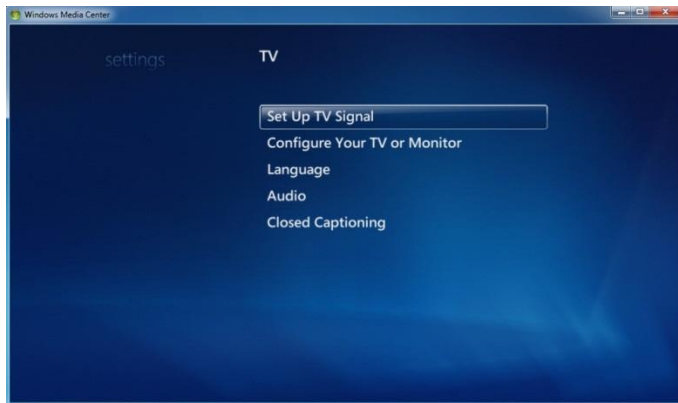 Windows Media Center
settings
TV
Set Up TV Signal
Configure Your TV or Monitor
Language
Audio
Closed Captioning